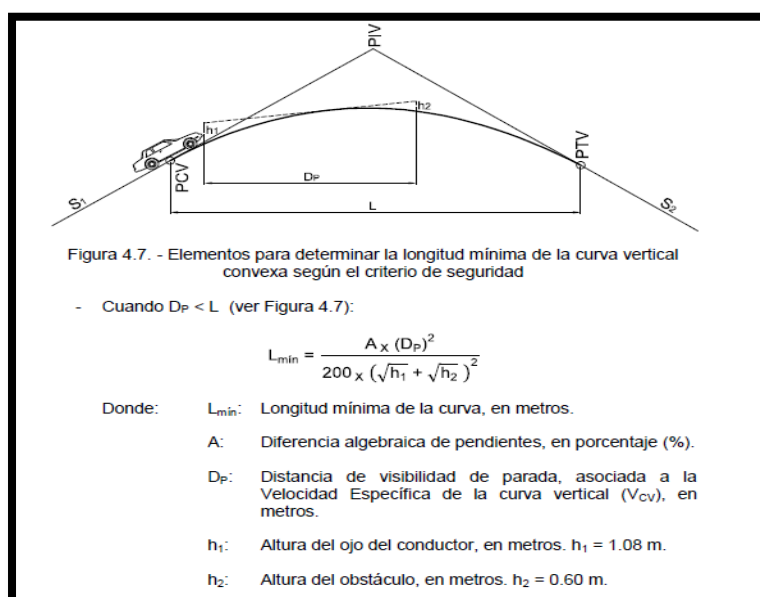 PIV
h₁
h₂
PCV
PTV
Dₚ
S₁
L
S₂
Figura 4.7. - Elementos para determinar la longitud mínima de la curva vertical
convexa según el criterio de seguridad
- Cuando Dₚ < L (ver Figura 4.7):
Lₘíₙ = A x (Dₚ)² / 200 x (√h₁ + √h₂)²
Donde: Lₘíₙ: Longitud mínima de la curva, en metros.
A: Diferencia algebraica de pendientes, en porcentaje (%).
Dₚ: Distancia de visibilidad de parada, asociada a la
Velocidad Específica de la curva vertical (V_CV), en
metros.
h₁: Altura del ojo del conductor, en metros. h₁ = 1.08 m.
h₂: Altura del obstáculo, en metros. h₂ = 0.60 m.